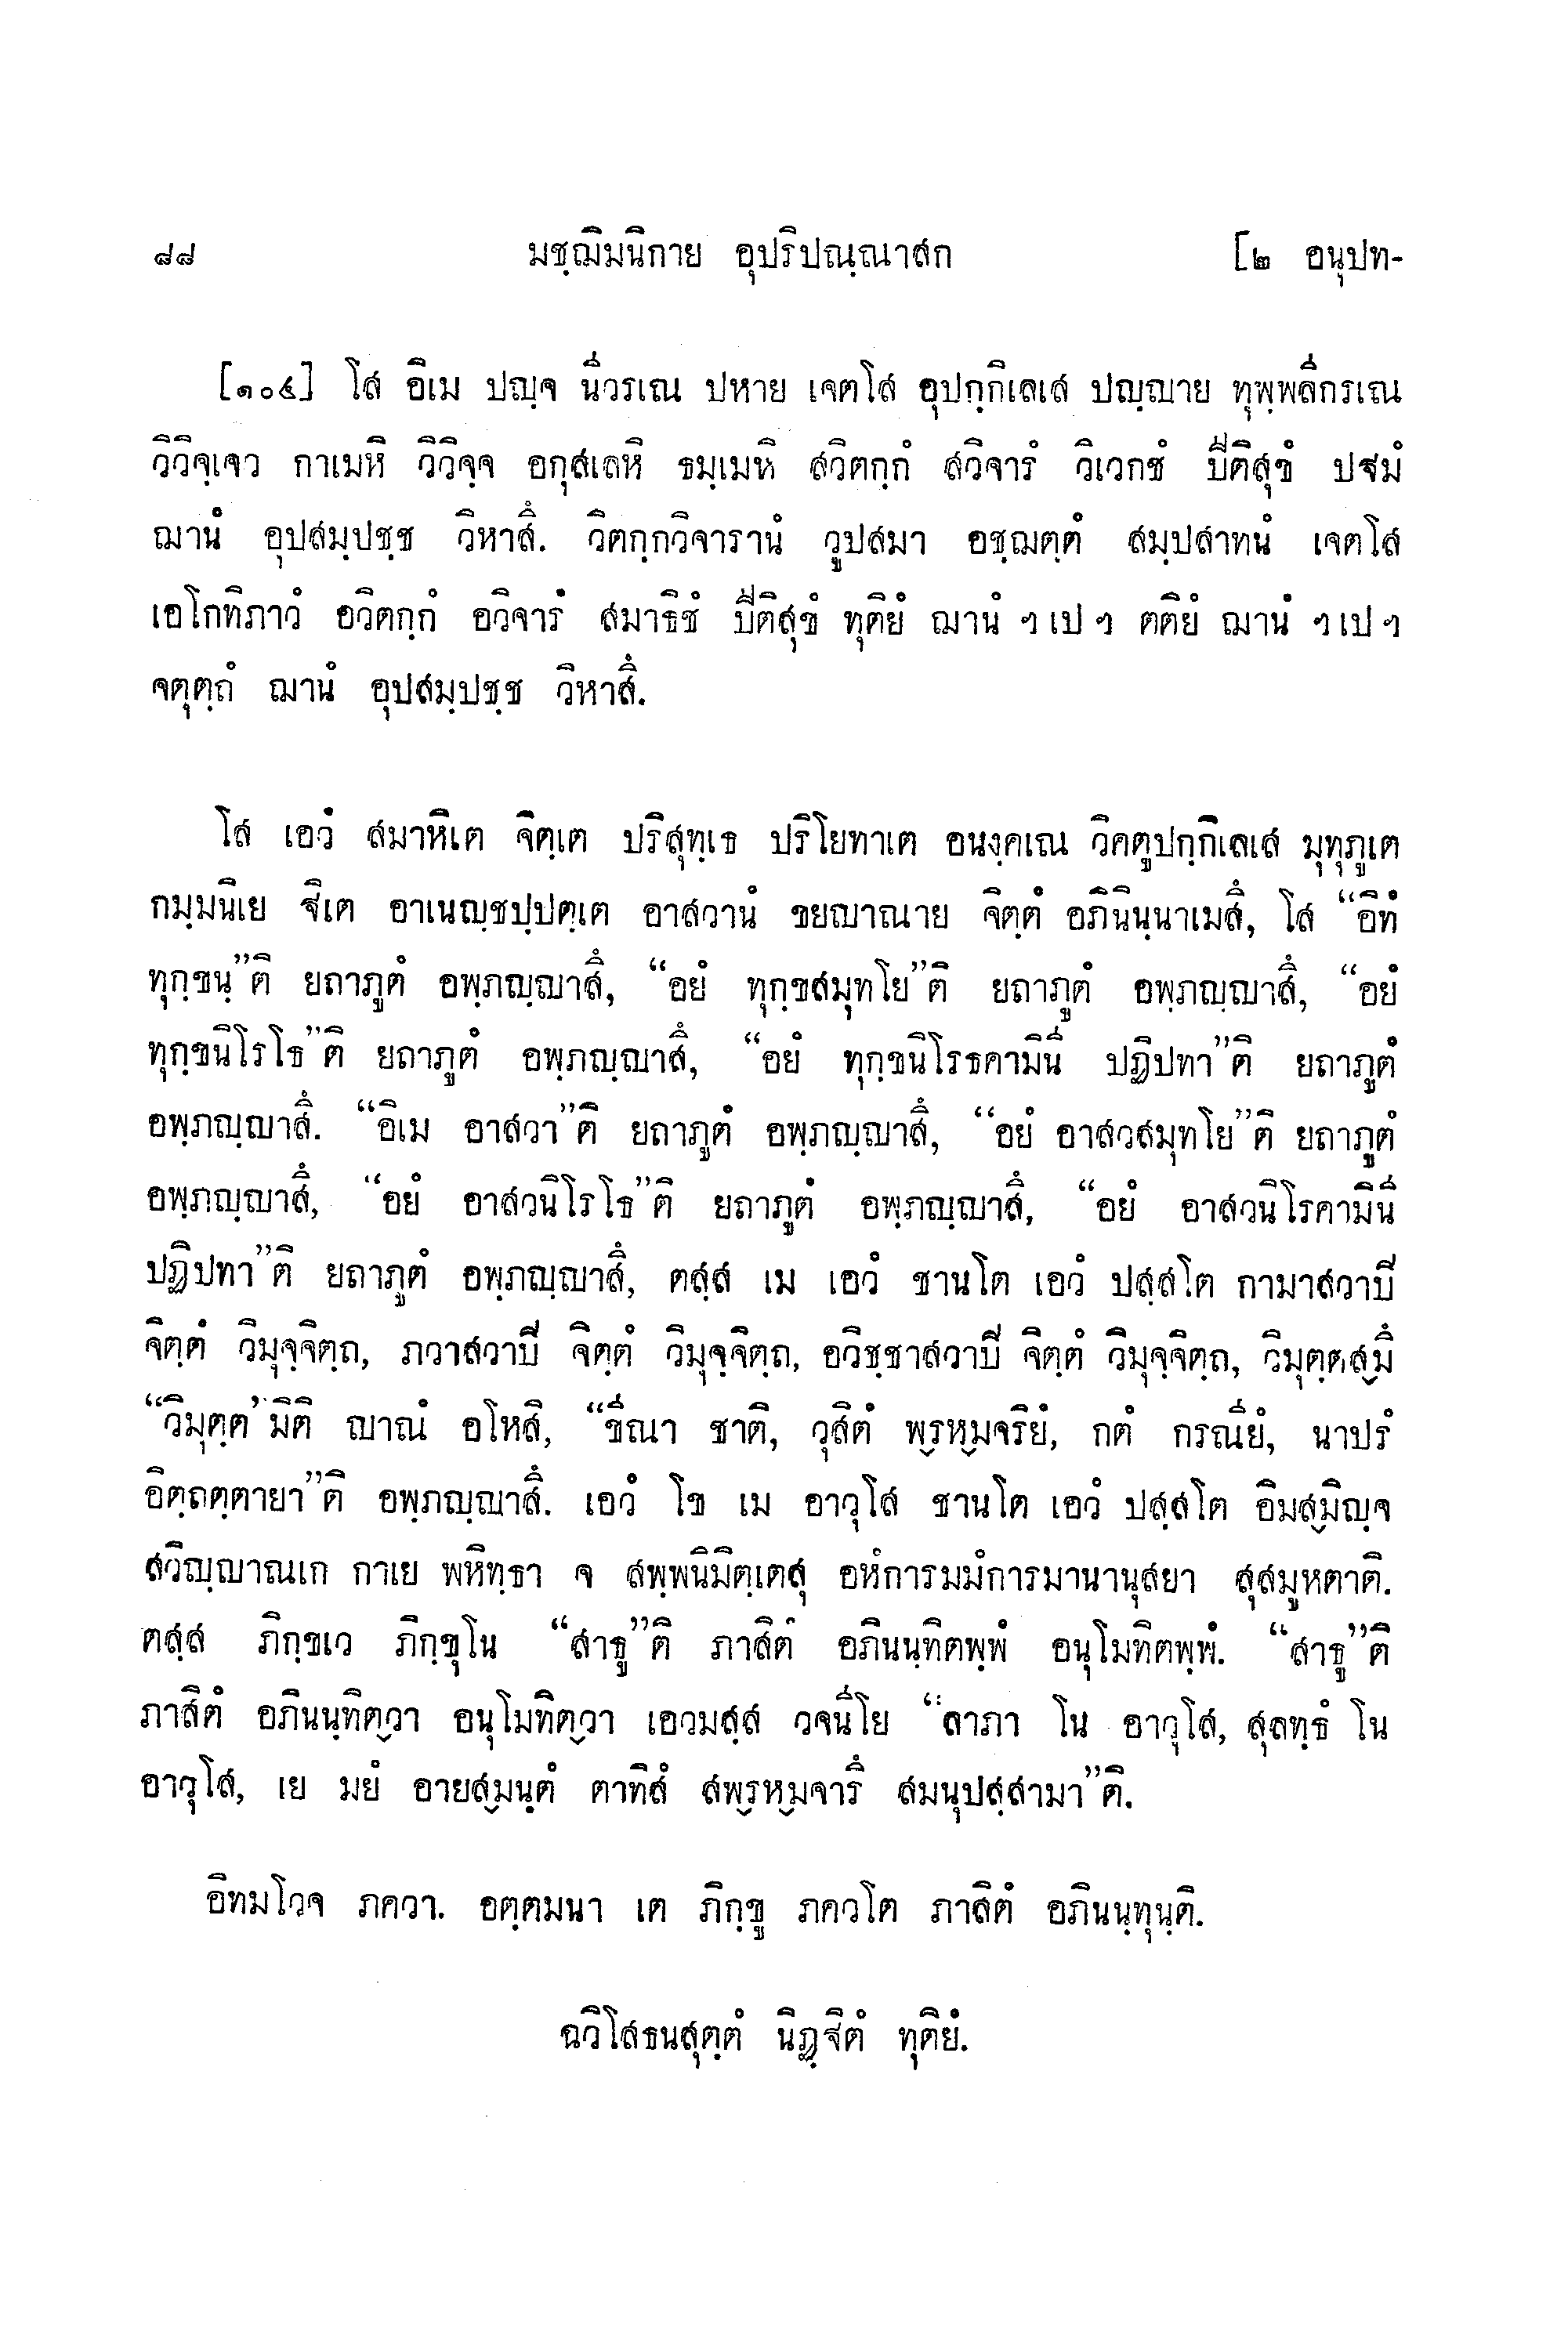 ๘๘ มชฺฌิมนิกาย อุปริปณฺณาสก [๒ อนุปท-
[๑๐๕] โส อิเม ปญฺจ นีวรเณ ปหาย เจตโส อุปกฺกิเลเส ปญฺญาย ทุพฺพลีกรเณ
วิวิจฺเจว กาเมหิ วิวิจฺจ อกุสเลหิ ธมฺเมหิ สวิตกฺกํ สวิจารํ วิเวกชํ ปีติสุขํ ปฐมํ
ฌานํ อุปสมฺปชฺช วิหาสึ. วิตกฺกวิจารานํ วูปสมา อชฺฌตฺตํ สมฺปสาทนํ เจตโส
เอโกทิภาวํ อวิตกฺกํ อวิจารํ สมาธิชํ ปีติสุขํ ทุติยํ ฌานํ ฯ เป ฯ ตติยํ ฌานํ ฯ เป ฯ
จตุตฺถํ ฌานํ อุปสมฺปชฺช วิหาสึ.
โส เอวํ สมาหิเต จิตฺเต ปริสุทฺเธ ปริโยทาเต อนงฺคเณ วิคตูปกฺกิเลเส มุทุภูเต
กมฺมนิเย ฐิเต อาเนญฺชปฺปตฺเต อาสวานํ ขยญาณาย จิตฺตํ อภินินฺนาเมสึ, โส “อิทํ
ทุกฺขนฺ”ติ ยถาภูตํ อพฺภญฺญาสึ, “อยํ ทุกฺขสมุทโย”ติ ยถาภูตํ อพฺภญฺญาสึ, “อยํ
ทุกฺขนิโรโธ”ติ ยถาภูตํ อพฺภญฺญาสึ, “อยํ ทุกฺขนิโรธคามินี ปฏิปทา”ติ ยถาภูตํ
อพฺภญฺญาสึ. “อิเม อาสวา”ติ ยถาภูตํ อพฺภญฺญาสึ, “อยํ อาสวสมุทโย”ติ ยถาภูตํ
อพฺภญฺญาสึ, “อยํ อาสวนิโรโธ”ติ ยถาภูตํ อพฺภญฺญาสึ, “อยํ อาสวนิโรคามินี
ปฏิปทา”ติ ยถาภูตํ อพฺภญฺญาสึ, ตสฺส เม เอวํ ชานโต เอวํ ปสฺสโต กามาสวาปี
จิตฺตํ วิมุจฺจิตฺถ, ภวาสวาปี จิตฺตํ วิมุจฺจิตฺถ, อวิชฺชาสวาปี จิตฺตํ วิมุจฺจิตฺถ, วิมุตฺตสฺมึ
“วิมุตฺต”มิติ ญาณํ อโหสิ, “ขีณา ชาติ, วุสิตํ พฺรหฺมจริยํ, กตํ กรณียํ, นาปรํ
อิตฺถตฺตายา”ติ อพฺภญฺญาสึ. เอวํ โข เม อาวุโส ชานโต เอวํ ปสฺสโต อิมสฺมิญฺจ
สวิญฺญาณเก กาเย พหิทฺธา จ สพฺพนิมิตฺเตสุ อหํการมมํการมานานุสยา สุสมูหตาติ.
ตสฺส ภิกฺขเว ภิกฺขุโน “สาธู”ติ ภาสิตํ อภินนฺทิตพฺพํ อนุโมทิตพฺพํ. “สาธู”ติ
ภาสิตํ อภินนฺทิตฺวา อนุโมทิตฺวา เอวมสฺส วจนีโย “ลาภา โน อาวุโส, สุลทฺธํ โน
อาวุโส, เย มยํ อายสฺมนฺตํ ตาทิสํ สพฺรหฺมจารึ สมนุปสฺสามา”ติ.
อิทมโวจ ภควา. อตฺตมนา เต ภิกฺขู ภควโต ภาสิตํ อภินนฺทุนฺติ.
ฉวิโสธนสุตฺตํ นิฏฺฐิตํ ทุติยํ.